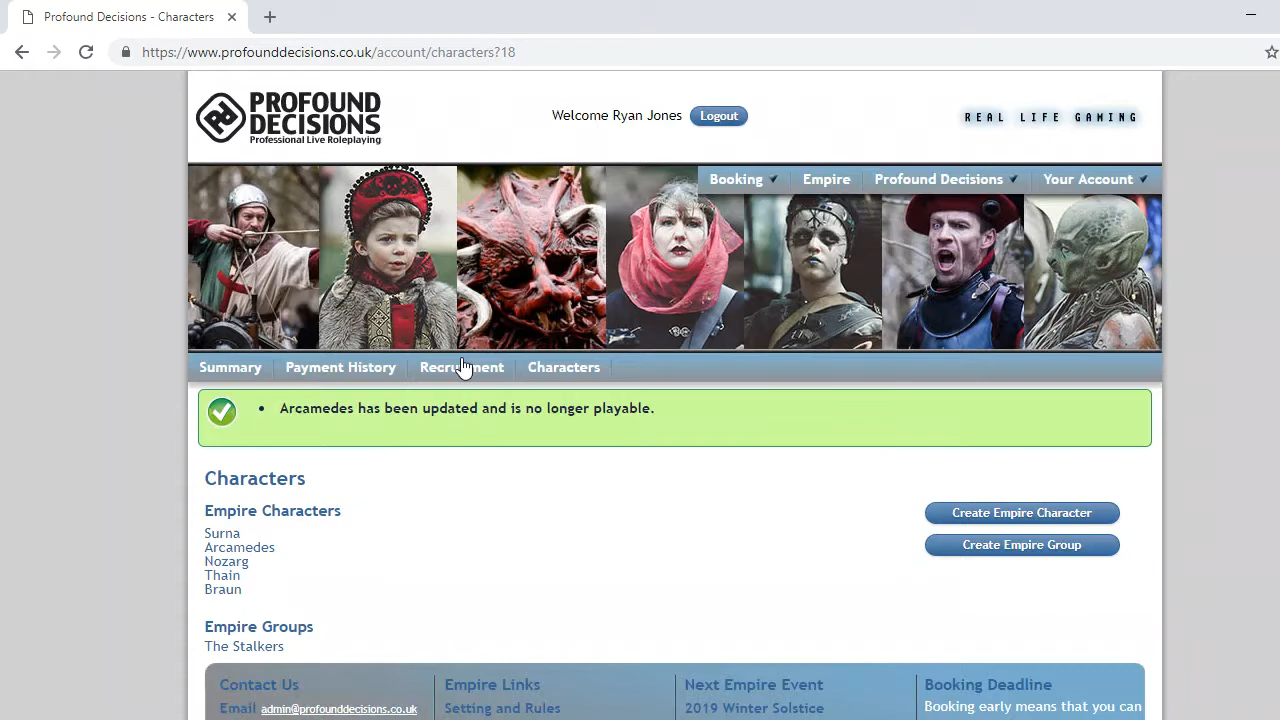 Profound Decisions - Characters
https://www.profounddecisions.co.uk/account/characters?18
PROFOUND
DECISIONS
Professional Live Roleplaying
Welcome Ryan Jones Logout
REAL LIFE GAMING
Booking Empire Profound Decisions Your Account
Summary Payment History Recruitment Characters
Arcamedes has been updated and is no longer playable.
Characters
Empire Characters
Surna
Arcamedes
Nozarg
Thain
Braun
Create Empire Character
Create Empire Group
Empire Groups
The Stalkers
Contact Us
Email admin@profounddecisions.co.uk
Empire Links
Setting and Rules
Next Empire Event
2019 Winter Solstice
Booking Deadline
Booking early means that you can